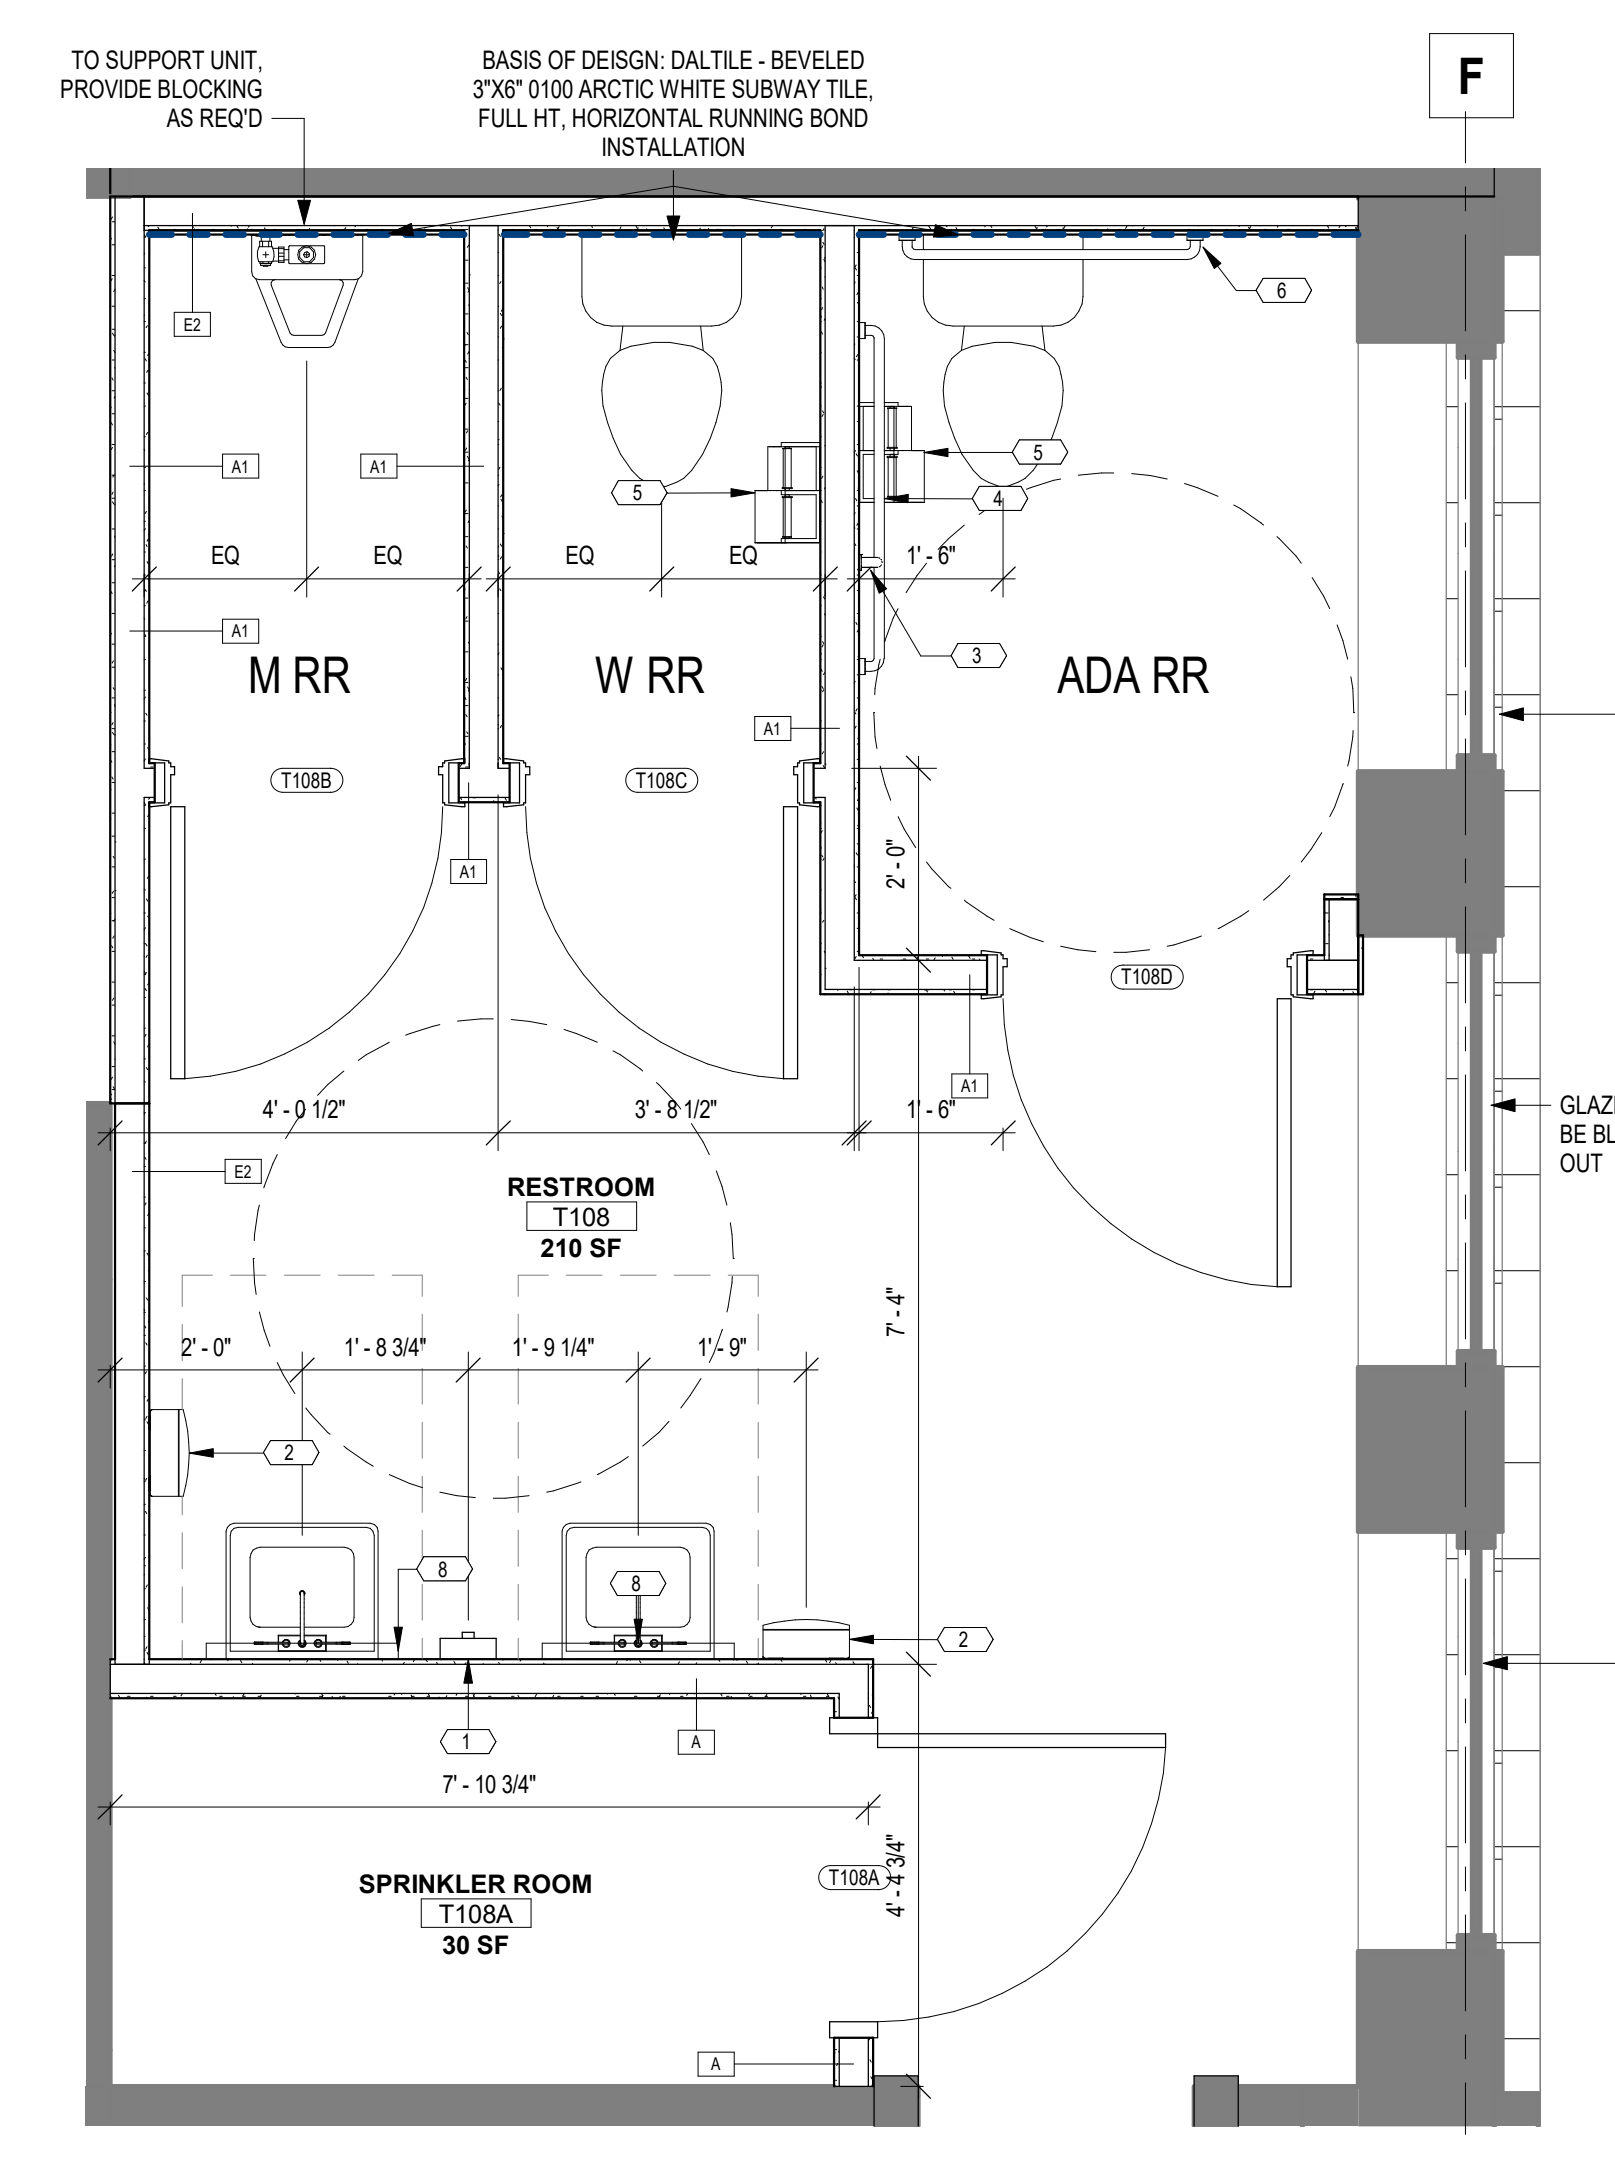 TO SUPPORT UNIT,
PROVIDE BLOCKING
AS REQ'D
BASIS OF DEISGN: DALTILE - BEVELED
3"X6" 0100 ARCTIC WHITE SUBWAY TILE,
FULL HT, HORIZONTAL RUNNING BOND
INSTALLATION
F
6
E2
A1
A1
5
5
4
EQ
EQ
EQ
EQ
1' - 6"
A1
3
M RR
W RR
ADA RR
A1
T108B
T108C
A1
2' - 0"
T108D
A1
4' - 0 1/2"
3' - 8 1/2"
1' - 6"
GLAZI
BE BL
OUT
E2
RESTROOM
T108
210 SF
7' - 4"
2' - 0"
1' - 8 3/4"
1' - 9 1/4"
1' - 9"
2
8
8
2
1
A
7' - 10 3/4"
SPRINKLER ROOM
T108A
30 SF
T108A
4' - 4 3/4"
A